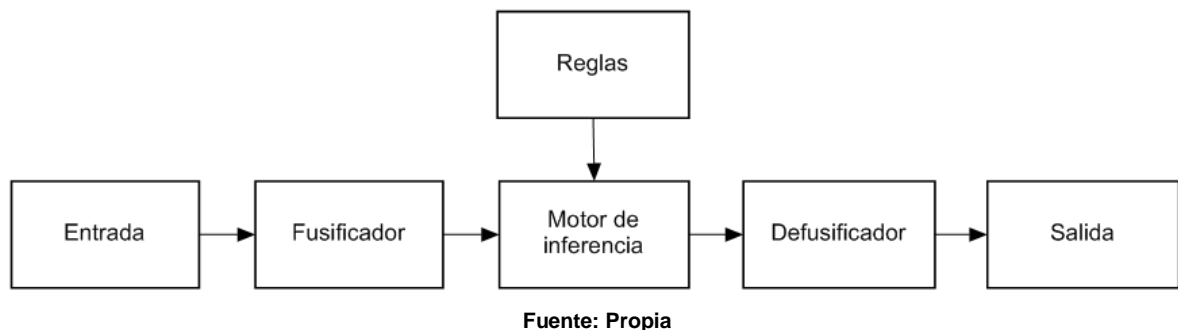 Reglas
Entrada
Fusificador
Motor de
inferencia
Defusificador
Salida
Fuente: Propia